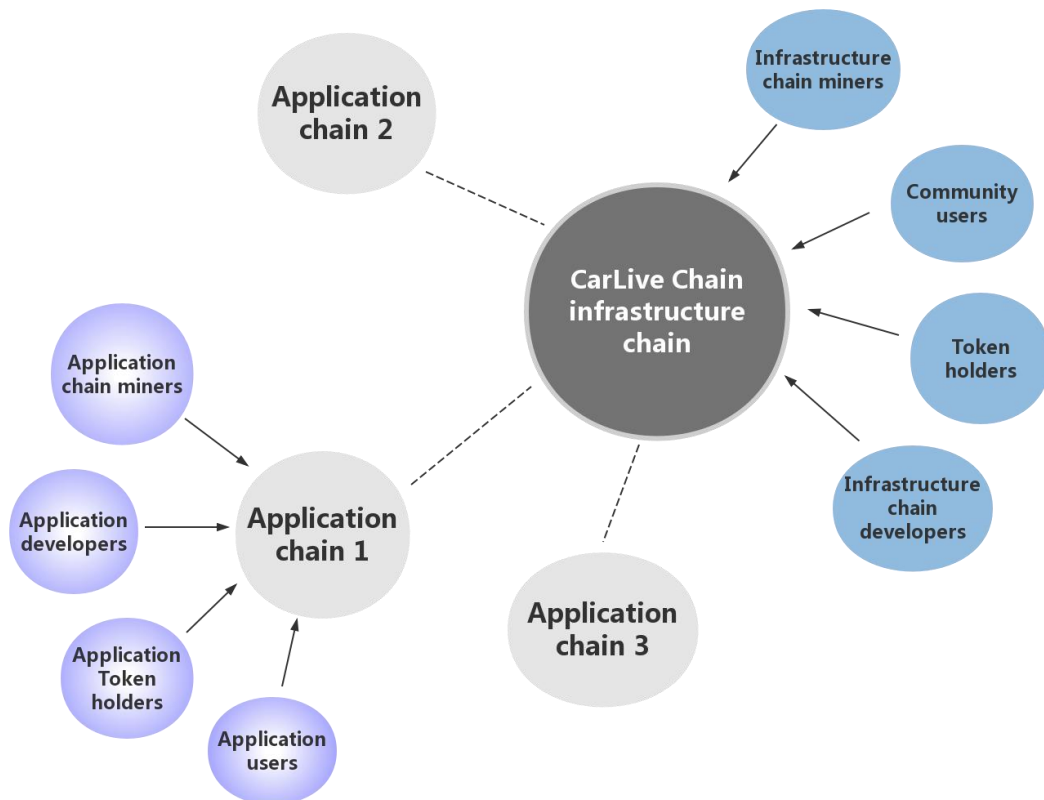 Infrastructure
chain miners
Application
chain 2
Community
users
CarLive Chain
infrastructure
chain
Token
holders
Application
chain miners
Infrastructure
chain
developers
Application
developers
Application
chain 1
Application
chain 3
Application
Token
holders
Application
users